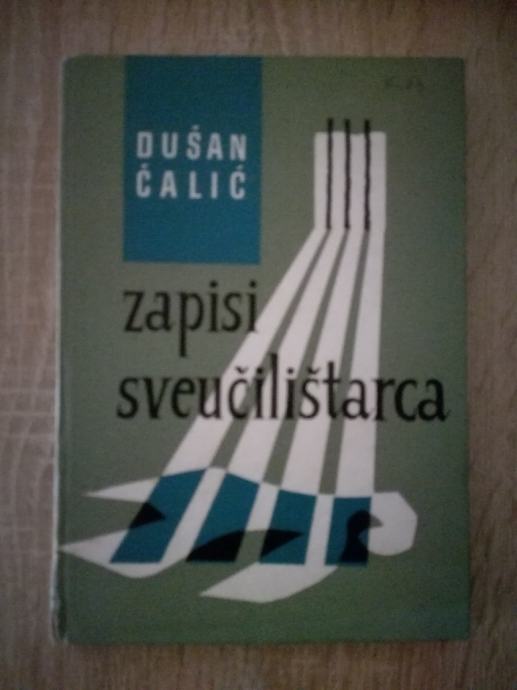 DUŠAN
ČALIĆ
zapisi
sveučilištarca